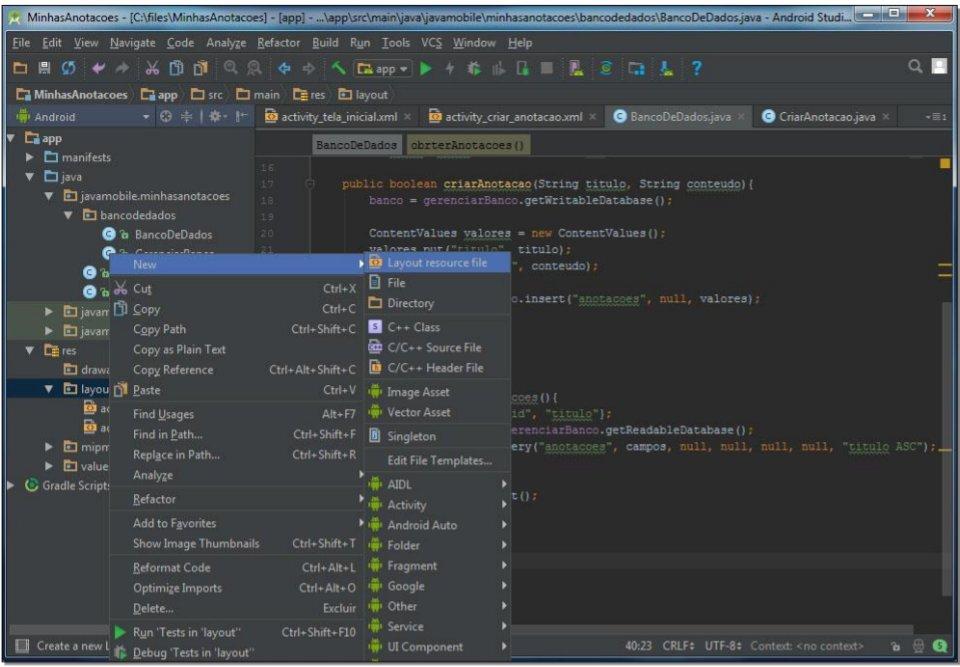 MinhasAnotacoes - [C:\files\MinhasAnotacoes] - [app] - ...\app\src\main\java\javamobile\minhasanotacoes\bancodedados\BancoDeDados.java - Android Studi...
File Edit View Navigate Code Analyze Refactor Build Run Tools VCS Window Help
app
MinhasAnotacoes app src main res layout
Android
activity_tela_inicial.xml activity_criar_anotacao.xml BancoDeDados.java CriarAnotacao.java
BancoDeDados obrterAnotacoes()
app
manifests
java
javamobile.minhasanotacoes
bancodedados
BancoDeDados
javam
javam
res
drawa
layou
ac
ac
mipm
value
Gradle Scripts
16
17 public boolean criarAnotacao(String titulo, String conteudo){
18 banco = gerenciarBanco.getWritableDatabase();
19
20 ContentValues valores = new ContentValues();
21 valores.put("titulo", titulo);
", conteudo);
o.insert("anotacoes", null, valores);
coes(){
id", "titulo"};
erenciarBanco.getReadableDatabase();
ery("anotacoes", campos, null, null, null, null, "titulo ASC");
t();
New
Cut Ctrl+X
Copy Ctrl+C
Copy Path Ctrl+Shift+C
Copy as Plain Text
Copy Reference Ctrl+Alt+Shift+C
Paste Ctrl+V
Find Usages Alt+F7
Find in Path... Ctrl+Shift+F
Replace in Path... Ctrl+Shift+R
Analyze
Refactor
Add to Favorites
Show Image Thumbnails Ctrl+Shift+T
Reformat Code Ctrl+Alt+L
Optimize Imports Ctrl+Alt+O
Delete... Excluir
Run 'Tests in 'layout'' Ctrl+Shift+F10
Debug 'Tests in 'layout''
Layout resource file
File
Directory
C++ Class
C/C++ Source File
C/C++ Header File
Image Asset
Vector Asset
Singleton
Edit File Templates...
AIDL
Activity
Android Auto
Folder
Fragment
Google
Other
Service
UI Component
Create a new L
40:23 CRLF UTF-8 Context: <no context>